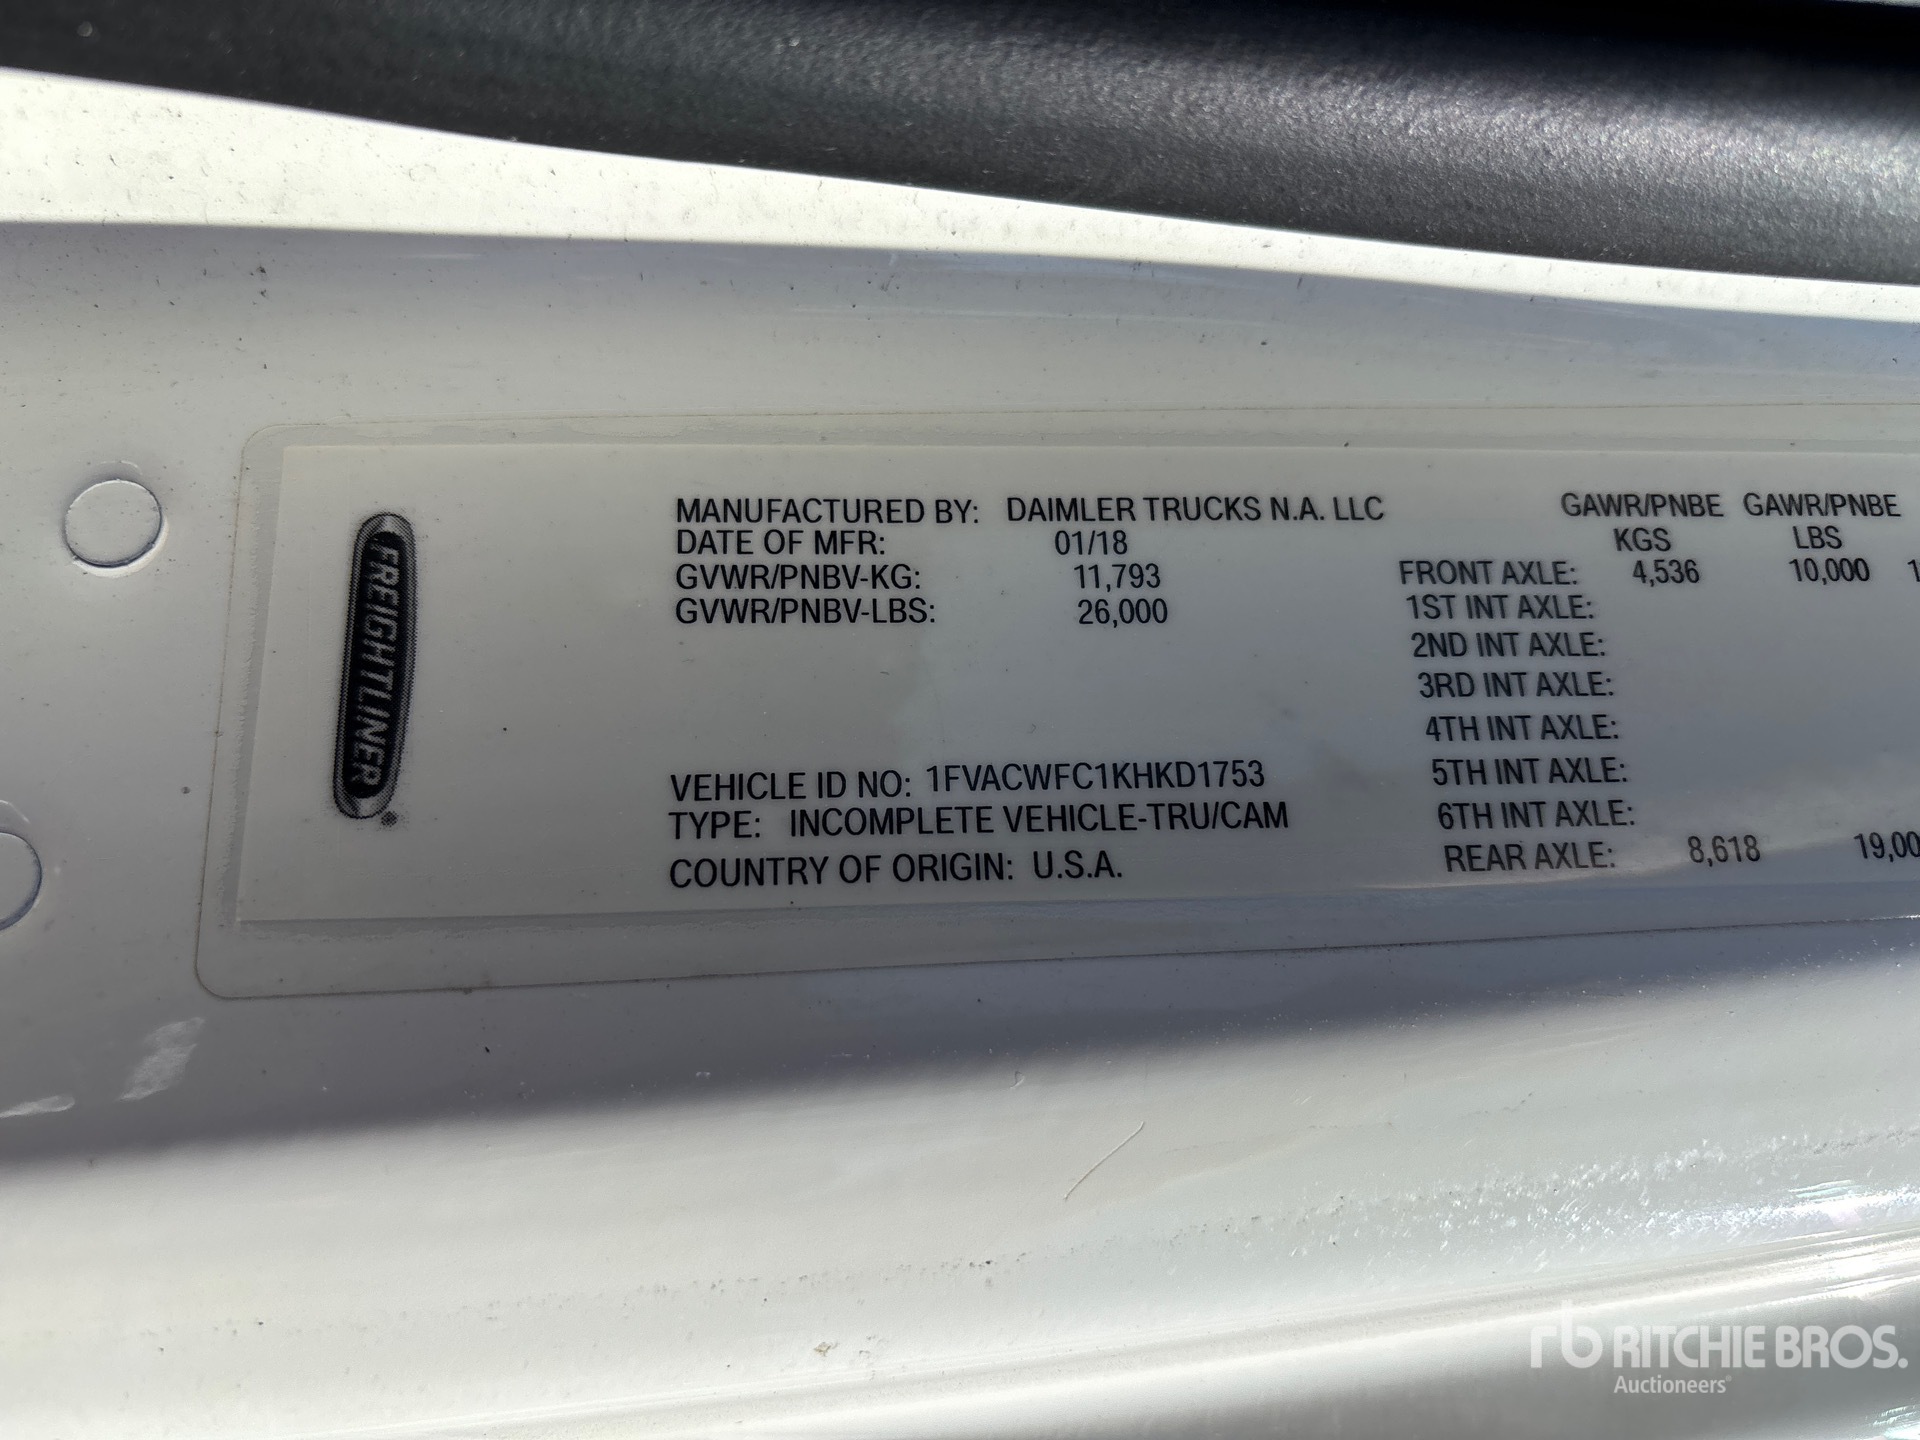 FREIGHTLINER®
MANUFACTURED BY: DAIMLER TRUCKS N.A. LLC
DATE OF MFR: 01/18
GVWR/PNBV-KG: 11,793
GVWR/PNBV-LBS: 26,000
VEHICLE ID NO: 1FVACWFC1KHKD1753
TYPE: INCOMPLETE VEHICLE-TRU/CAM
COUNTRY OF ORIGIN: U.S.A.
GAWR/PNBE GAWR/PNBE
KGS LBS
FRONT AXLE: 4,536 10,000
1ST INT AXLE:
2ND INT AXLE:
3RD INT AXLE:
4TH INT AXLE:
5TH INT AXLE:
6TH INT AXLE:
REAR AXLE: 8,618
rb RITCHIE BROS.
Auctioneers